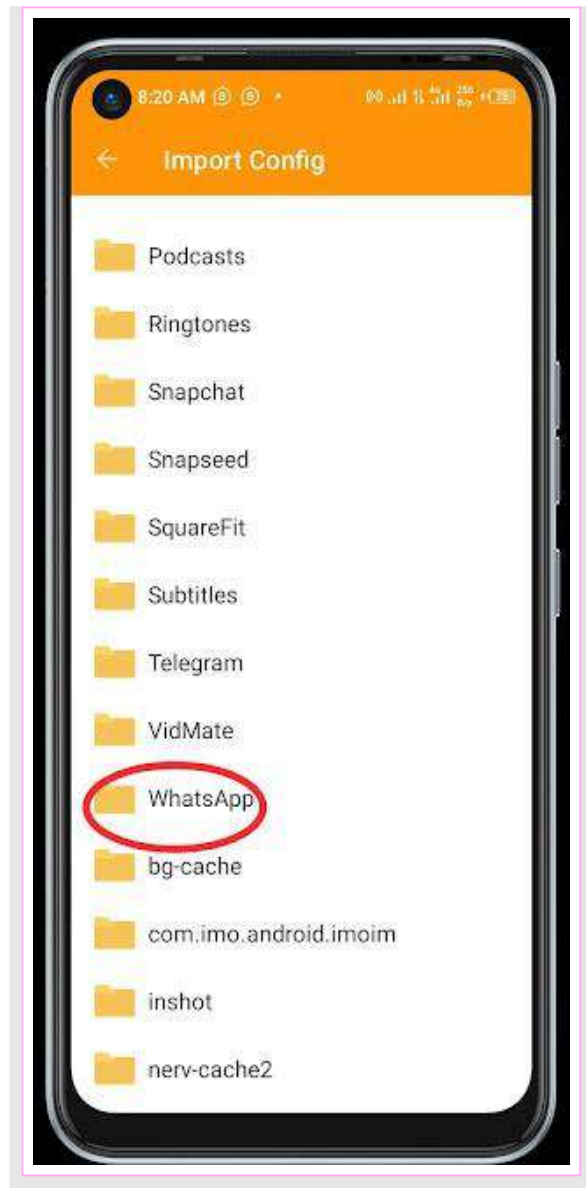 8:20 AM
Import Config
Podcasts
Ringtones
Snapchat
Snapseed
SquareFit
Subtitles
Telegram
VidMate
WhatsApp
bg-cache
com.imo.android.imoim
inshot
nerv-cache2